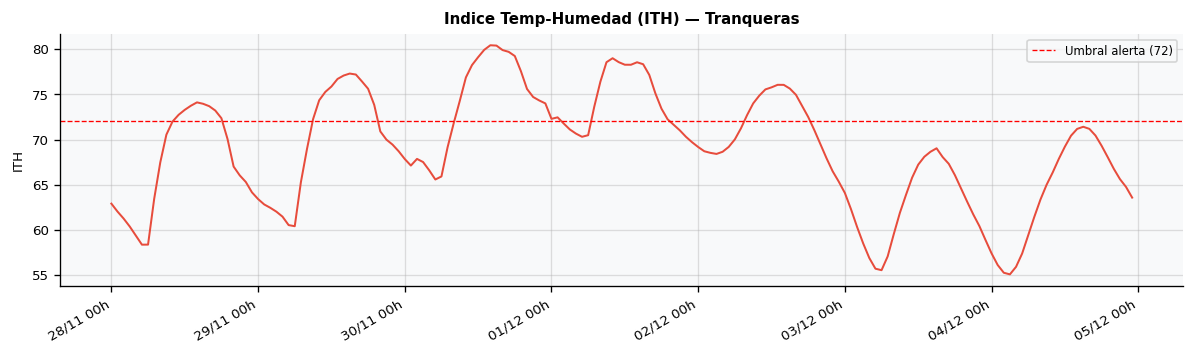 Indice Temp-Humedad (ITH) — Tranqueras
Umbral alerta (72)
ITH
80
75
70
65
60
55
28/11 00h
29/11 00h
30/11 00h
01/12 00h
02/12 00h
03/12 00h
04/12 00h
05/12 00h